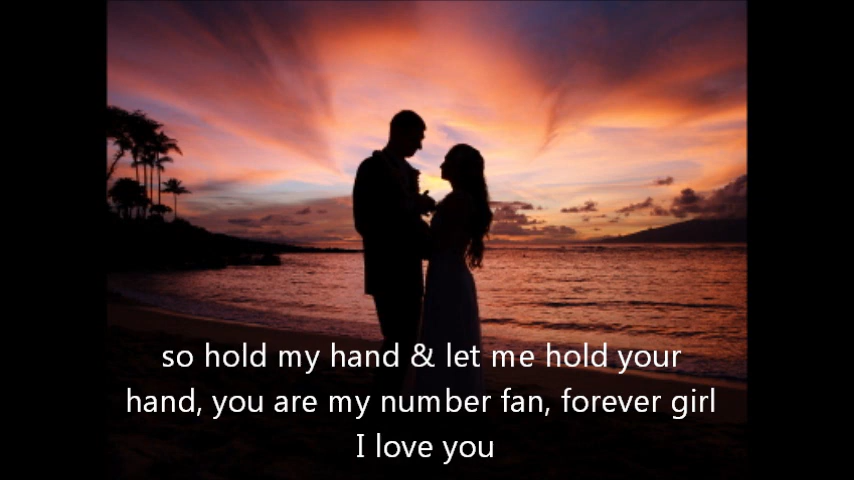 so hold my hand & let me hold your
hand, you are my number fan, forever girl
I love you